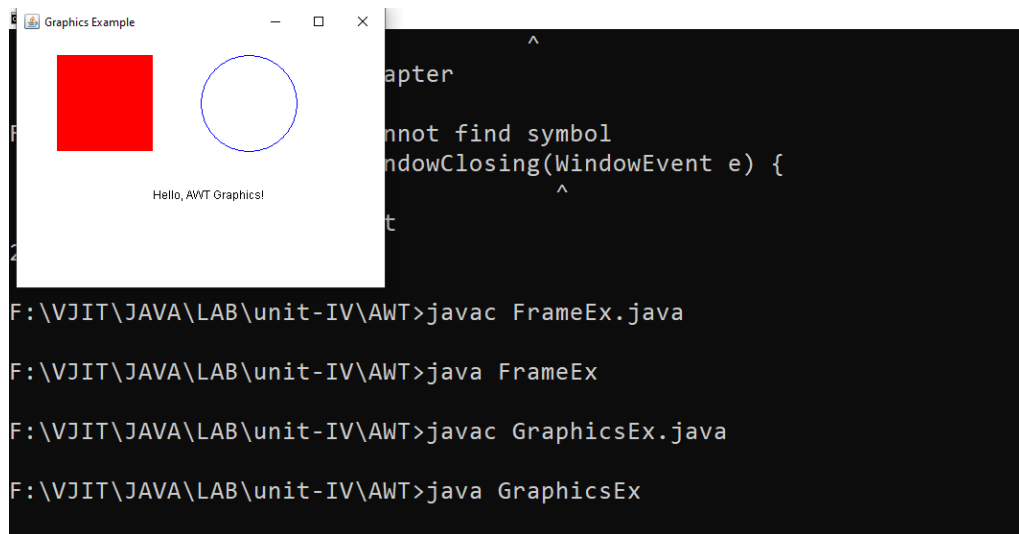 Graphics Example
^
apter
nnot find symbol
ndowClosing(WindowEvent e) {
^
Hello, AWT Graphics!
t
F:\VJIT\JAVA\LAB\unit-IV\AWT>javac FrameEx.java
F:\VJIT\JAVA\LAB\unit-IV\AWT>java FrameEx
F:\VJIT\JAVA\LAB\unit-IV\AWT>javac GraphicsEx.java
F:\VJIT\JAVA\LAB\unit-IV\AWT>java GraphicsEx